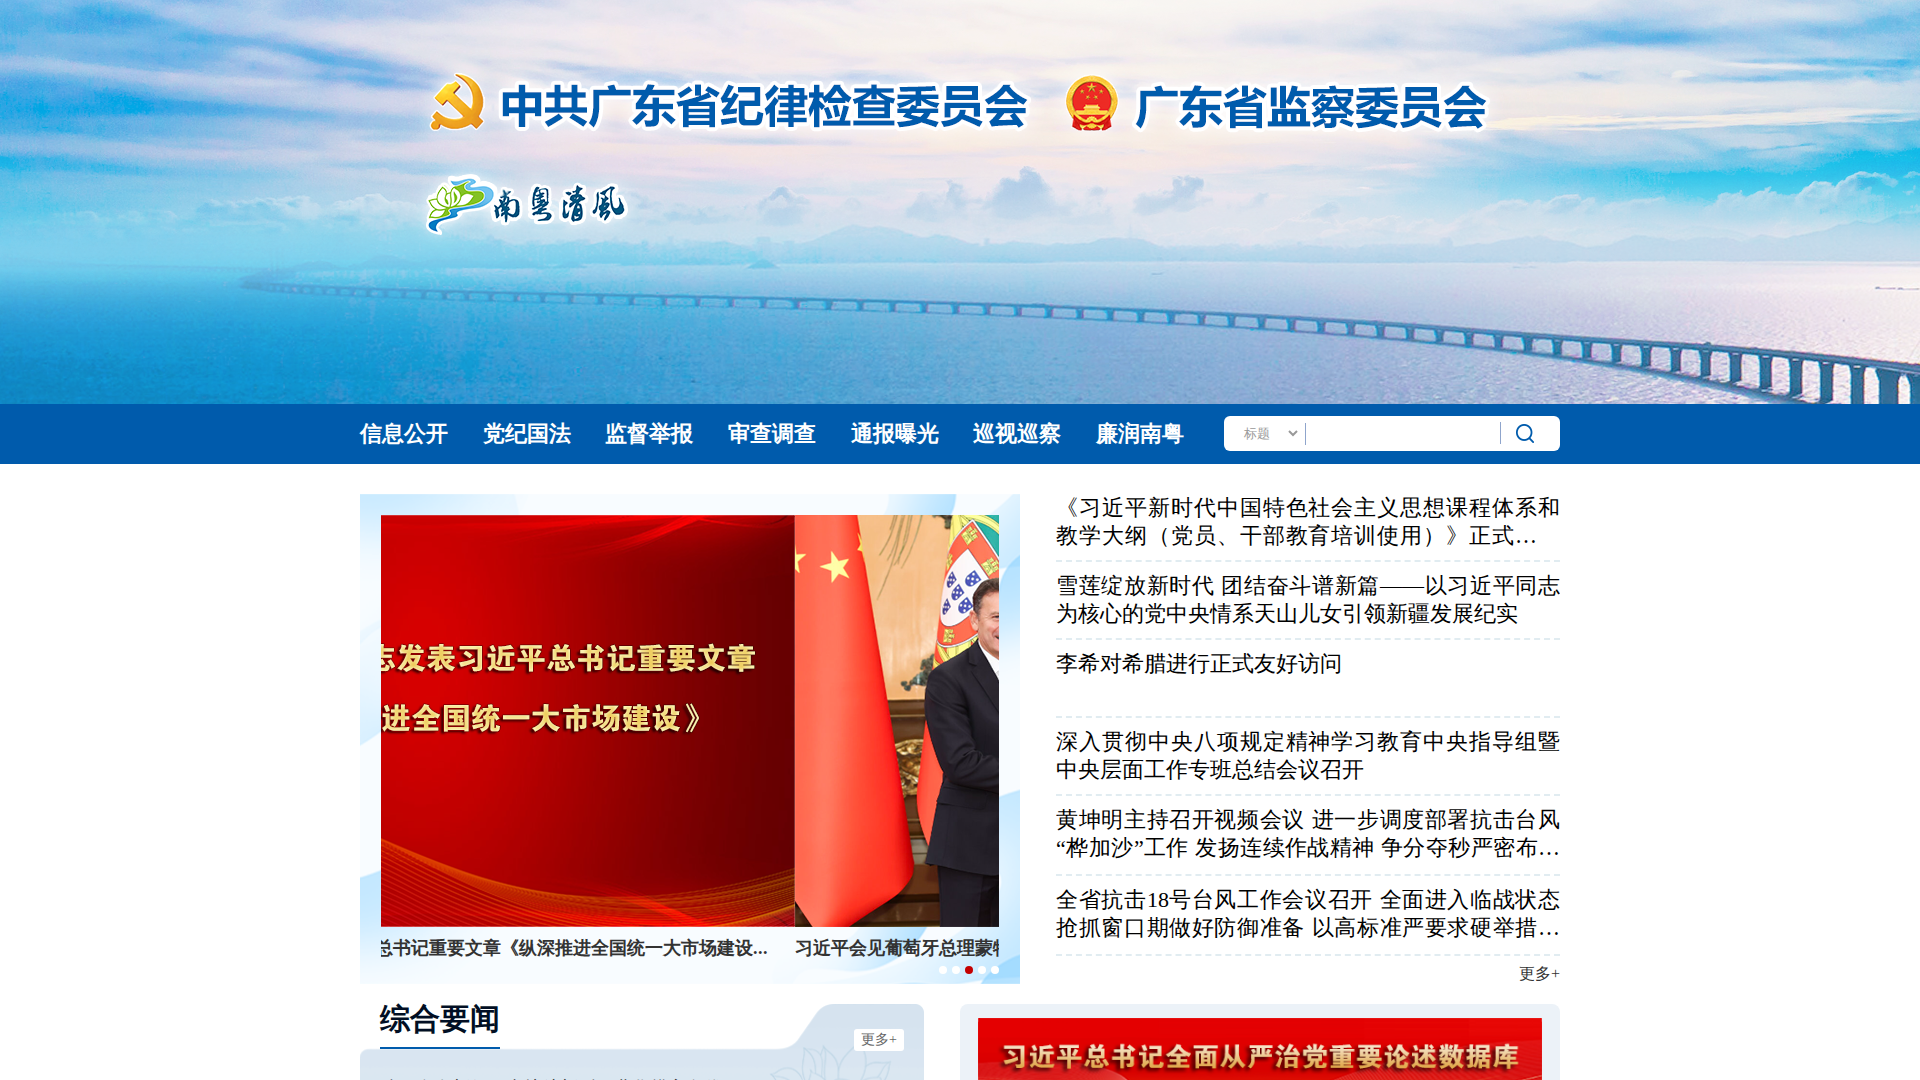 中共广东省纪律检查委员会 广东省监察委员会
南粤清风
信息公开 党纪国法 监督举报 审查调查 通报曝光 巡视巡察 廉润南粤 标题
发表习近平总书记重要文章
进全国统一大市场建设》
总书记重要文章《纵深推进全国统一大市场建设... 习近平会见葡萄牙总理蒙
《习近平新时代中国特色社会主义思想课程体系和
教学大纲（党员、干部教育培训使用）》正式…
雪莲绽放新时代 团结奋斗谱新篇——以习近平同志
为核心的党中央情系天山儿女引领新疆发展纪实
李希对希腊进行正式友好访问
深入贯彻中央八项规定精神学习教育中央指导组暨
中央层面工作专班总结会议召开
黄坤明主持召开视频会议 进一步调度部署抗击台风
“桦加沙”工作 发扬连续作战精神 争分夺秒严密布…
全省抗击18号台风工作会议召开 全面进入临战状态
抢抓窗口期做好防御准备 以高标准严要求硬举措…
更多+
综合要闻
更多+
习近平总书记全面从严治党重要论述数据库